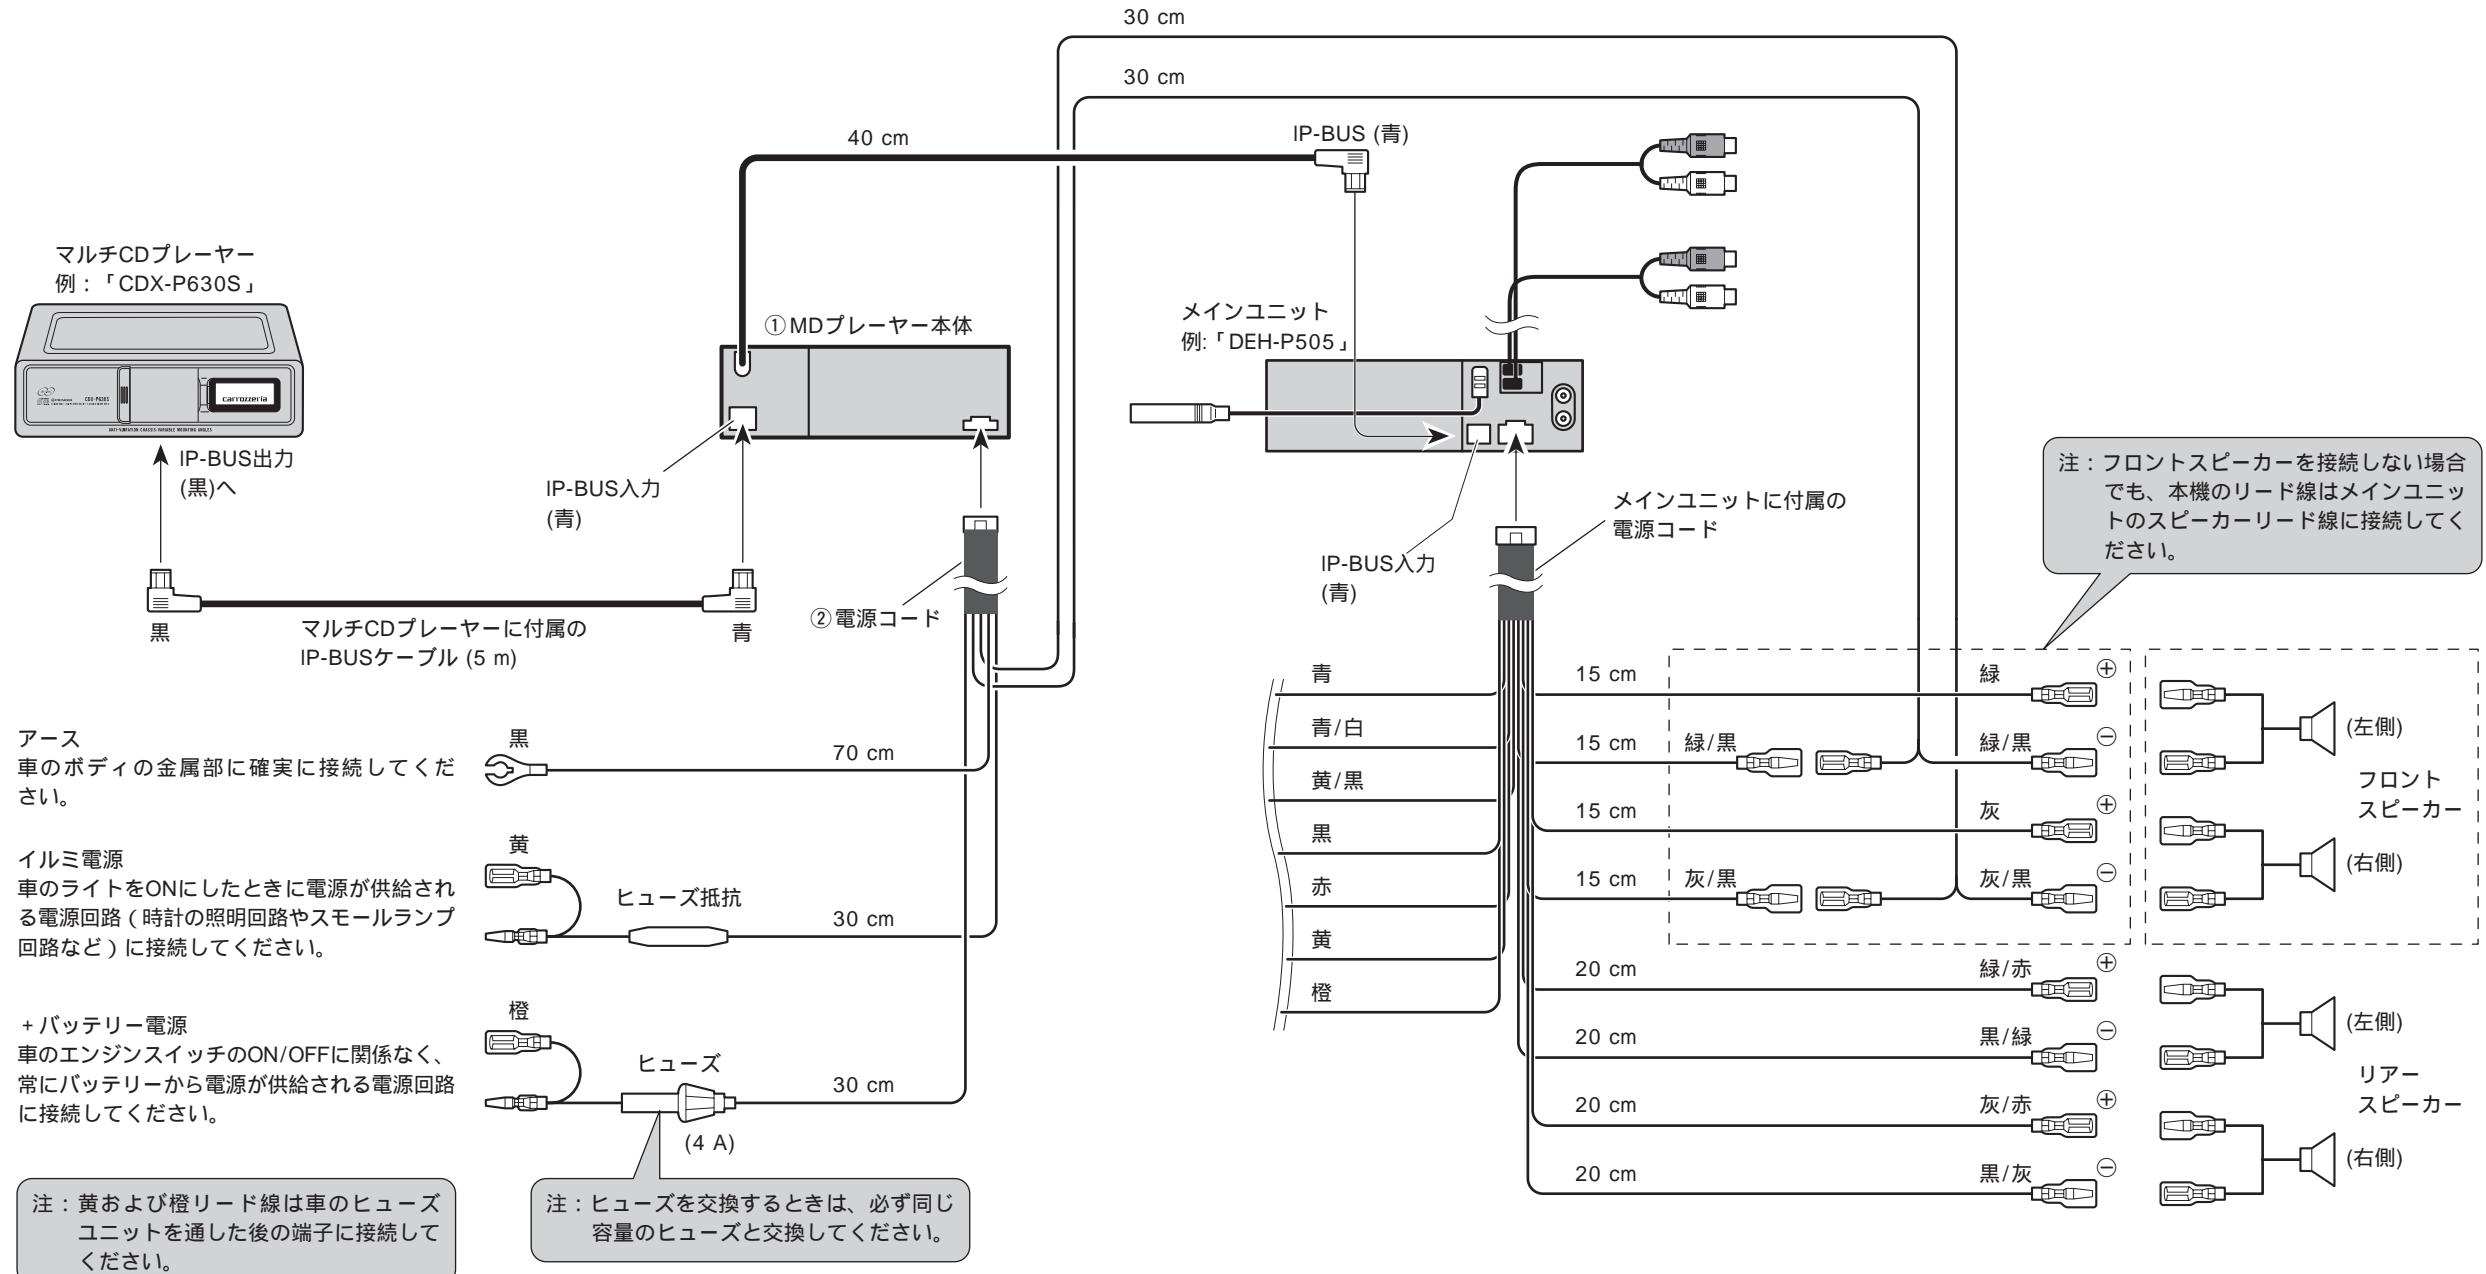 30 cm
30 cm
40 cm
IP-BUS (青)
マルチCDプレーヤー
例：「CDX-P630S」
CDX-P630S
carrozzeria
ANTI-VIBRATION CHASSIS・VARIABLE MOUNTING ANGLES
IP-BUS出力
(黒)へ
①MDプレーヤー本体
IP-BUS入力
(青)
メインユニット
例:「DEH-P505」
IP-BUS入力
(青)
メインユニットに付属の
電源コード
注：フロントスピーカーを接続しない場合
でも、本機のリード線はメインユニッ
トのスピーカーリード線に接続してく
ださい。
黒
マルチCDプレーヤーに付属の
IP-BUSケーブル (5 m)
青
②電源コード
アース
車のボディの金属部に確実に接続してくだ
さい。
黒
70 cm
イルミ電源
車のライトをONにしたときに電源が供給され
る電源回路（時計の照明回路やスモールランプ
回路など）に接続してください。
黄
ヒューズ抵抗
30 cm
+バッテリー電源
車のエンジンスイッチのON/OFFに関係なく、
常にバッテリーから電源が供給される電源回路
に接続してください。
橙
ヒューズ
30 cm
(4 A)
注：黄および橙リード線は車のヒューズ
ユニットを通した後の端子に接続して
ください。
注：ヒューズを交換するときは、必ず同じ
容量のヒューズと交換してください。
青
青/白
黄/黒
黒
赤
黄
橙
15 cm 緑 ⊕
15 cm 緑/黒 緑/黒 ⊖
15 cm 灰 ⊕
15 cm 灰/黒 灰/黒 ⊖
20 cm 緑/赤 ⊕
20 cm 黒/緑 ⊖
20 cm 灰/赤 ⊕
20 cm 黒/灰 ⊖
(左側)
フロント
スピーカー
(右側)
(左側)
リアー
スピーカー
(右側)